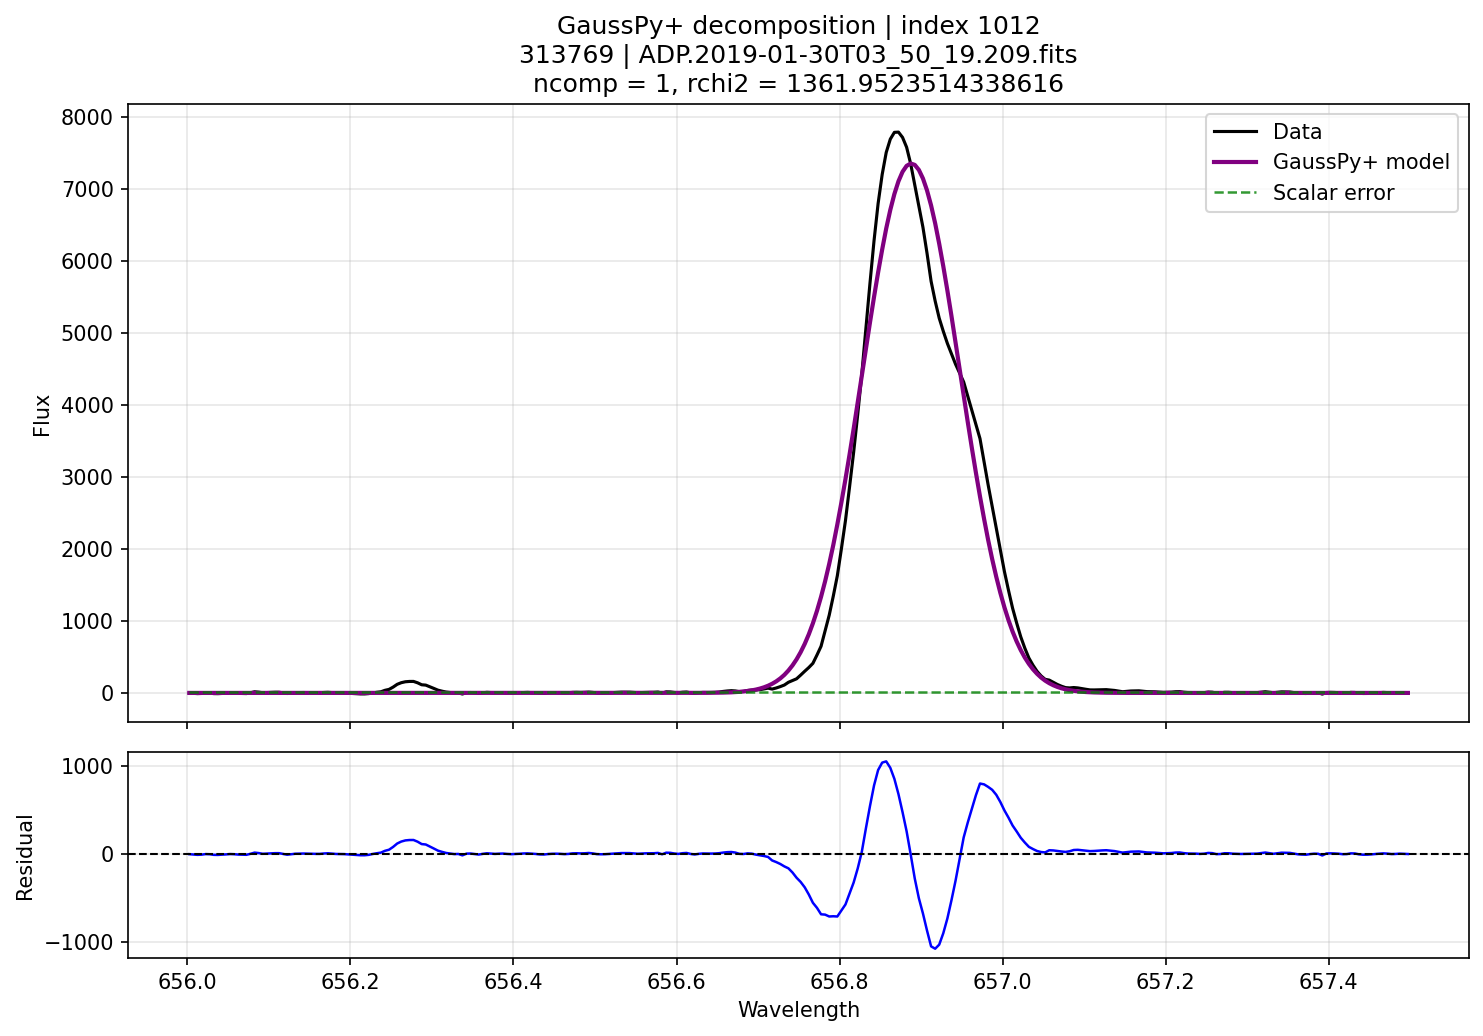 GaussPy+ decomposition | index 1012
313769 | ADP.2019-01-30T03_50_19.209.fits
ncomp = 1, rchi2 = 1361.9523514338616
Data
GaussPy+ model
Scalar error
8000
7000
6000
5000
4000
3000
2000
1000
0
Flux
1000
0
−1000
Residual
656.0
656.2
656.4
656.6
656.8
657.0
657.2
657.4
Wavelength